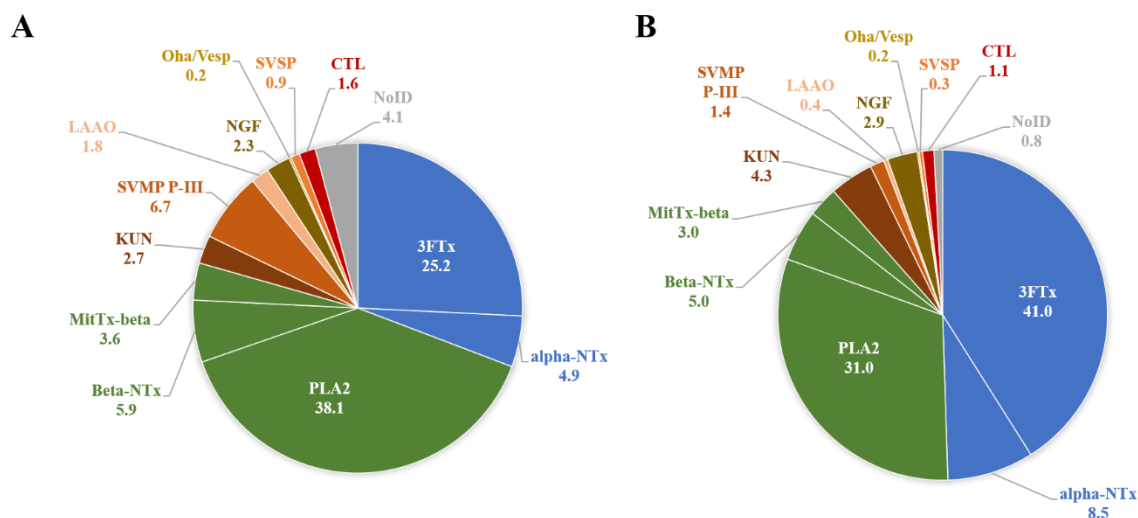 A
Oha/Vesp
0.2
SVSP
0.9
CTL
1.6
NoID
4.1
LAAO
1.8
NGF
2.3
SVMP P-III
6.7
KUN
2.7
MitTx-beta
3.6
Beta-NTx
5.9
PLA2
38.1
3FTx
25.2
alpha-NTx
4.9
B
Oha/Vesp
0.2
SVSP
0.3
CTL
1.1
NoID
0.8
SVMP
P-III
1.4
LAAO
0.4
NGF
2.9
KUN
4.3
MitTx-beta
3.0
Beta-NTx
5.0
PLA2
31.0
3FTx
41.0
alpha-NTx
8.5